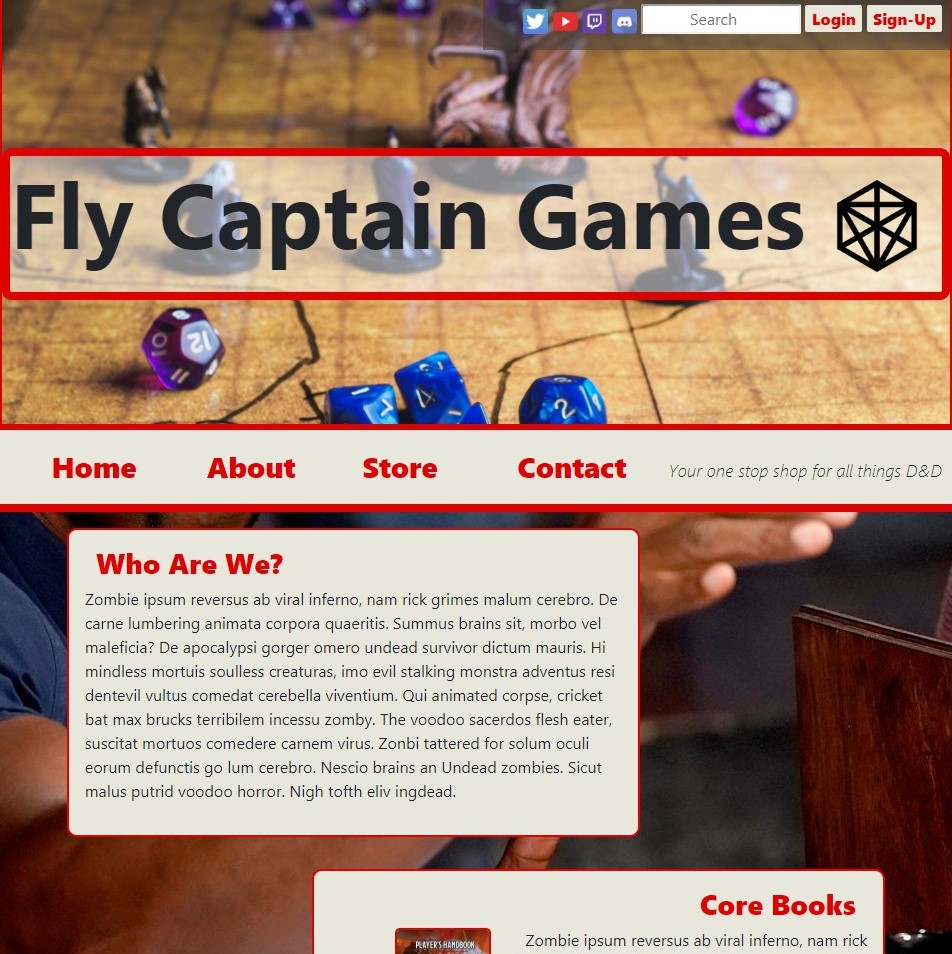 Search
Login
Sign-Up
Fly Captain Games
12
4
2
Home
About
Store
Contact
Your one stop shop for all things D&D
Who Are We?
Zombie ipsum reversus ab viral inferno, nam rick grimes malum cerebro. De
carne lumbering animata corpora quaeritis. Summus brains sit, morbo vel
maleficia? De apocalypsi gorger omero undead survivor dictum mauris. Hi
mindless mortuis soulless creaturas, imo evil stalking monstra adventus resi
dentevil vultus comedat cerebella viventium. Qui animated corpse, cricket
bat max brucks terribilem incessu zomby. The voodoo sacerdos flesh eater,
suscitat mortuos comedere carnem virus. Zonbi tattered for solum oculi
eorum defunctis go lum cerebro. Nescio brains an Undead zombies. Sicut
malus putrid voodoo horror. Nigh tofth eliv ingdead.
Core Books
PLAYER'S HANDBOOK
Zombie ipsum reversus ab viral inferno, nam rick